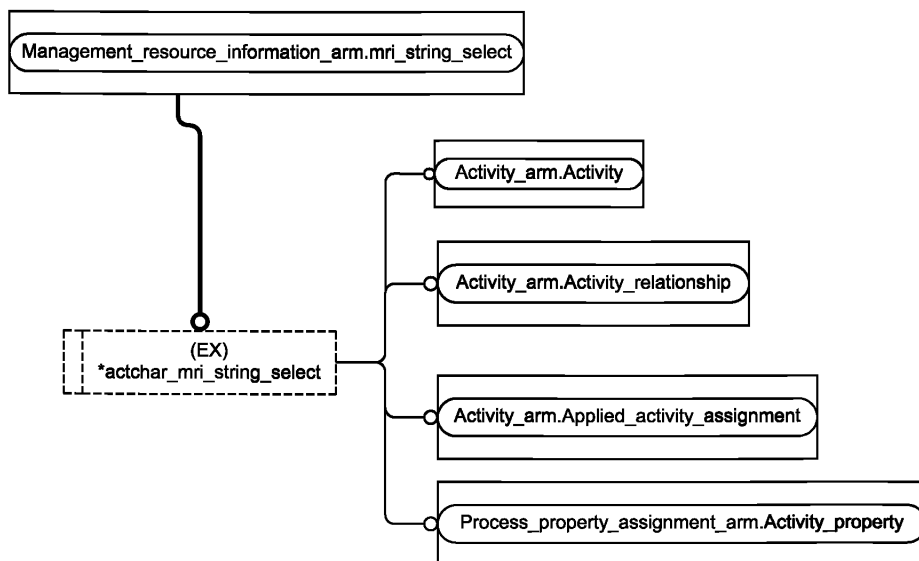 Management_resource_information_arm.mri_string_select
Activity_arm.Activity
Activity_arm.Activity_relationship
(EX)
*actchar_mri_string_select
Activity_arm.Applied_activity_assignment
Process_property_assignment_arm.Activity_property